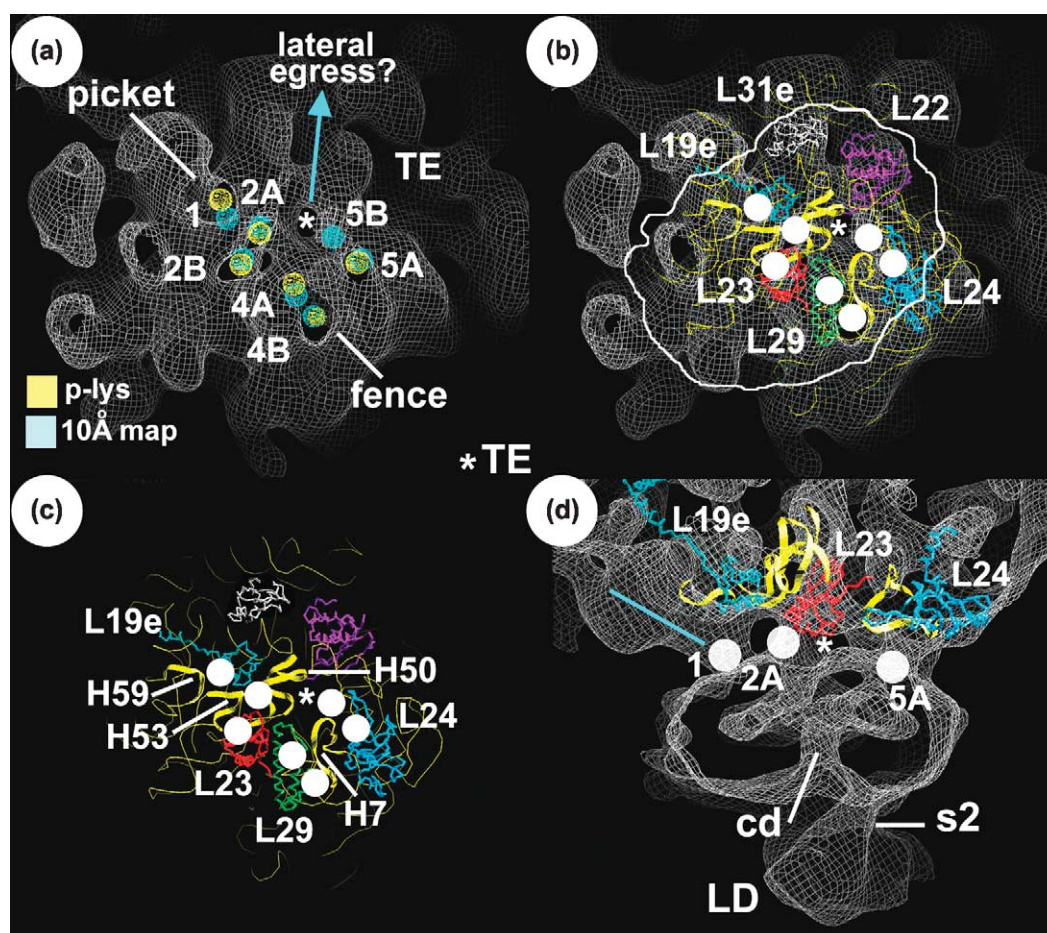 (a)
lateral
egress?
picket
TE
2A
1
*
5B
2B
5A
4A
4B
fence
p-lys
10Å map
(b)
L31e
L22
L19e
*
L23
L24
L29
* TE
(c)
L19e
H59
H50
*
H53
L24
L23
H7
L29
(d)
L19e
L23
L24
*
1
2A
5A
cd
s2
LD